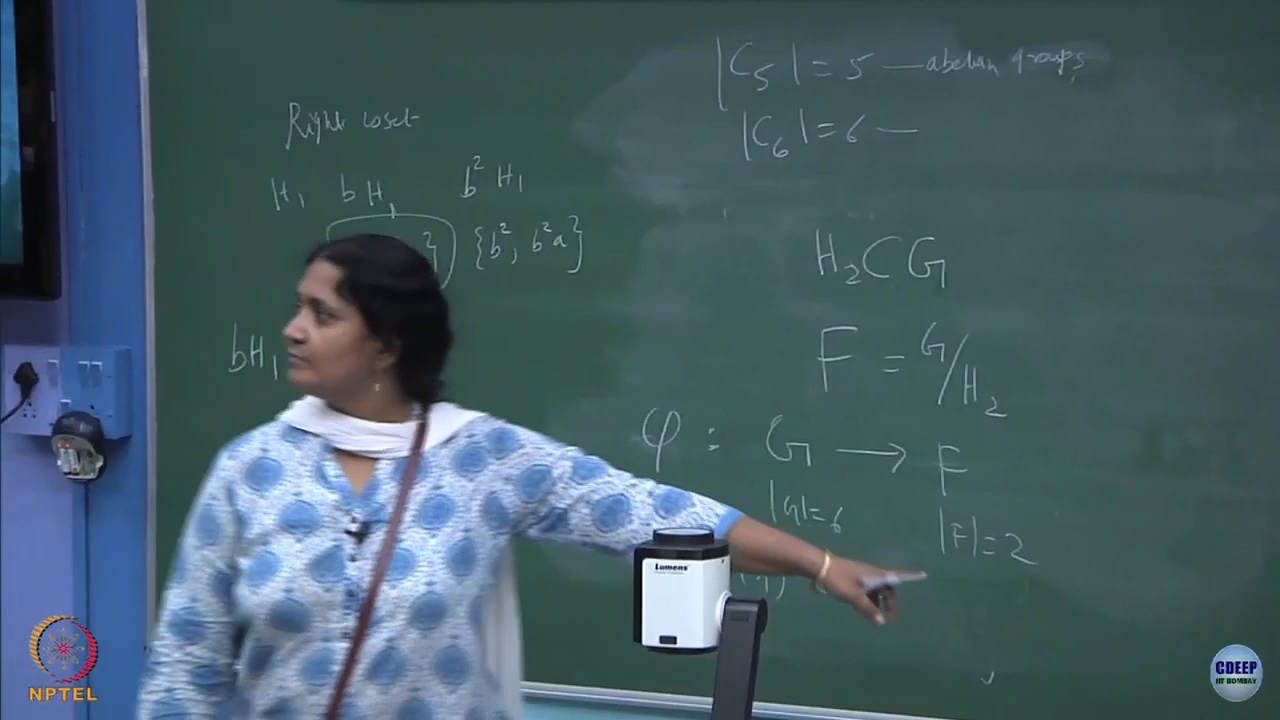 Right coset
H₁ bH₁ b²H₁
{b², b²a}
bH₁
|C₅| = 5 — abelian groups
|C₆| = 6 —
H₂ ⊂ G
F = G/H₂
φ : G → F
|G|=6 |F|=2
Lumens
NPTEL
CDEEP
IIT BOMBAY